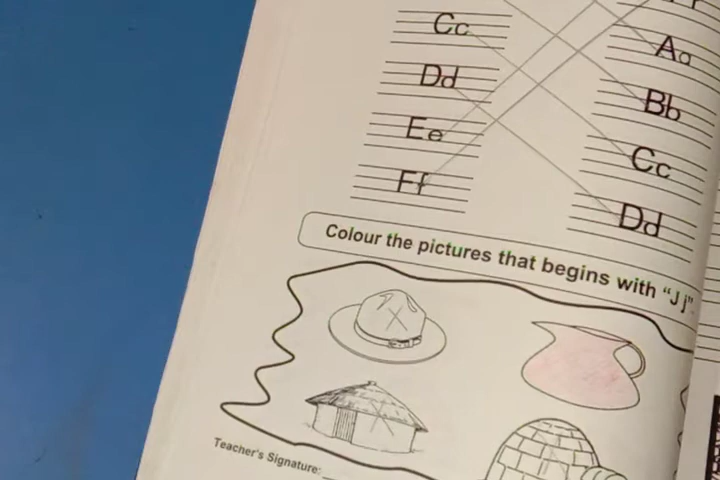 Cc
Aa
Dd
Bb
Ee
Cc
Ff
Dd
Colour the pictures that begins with “J j”.
Teacher's Signature: